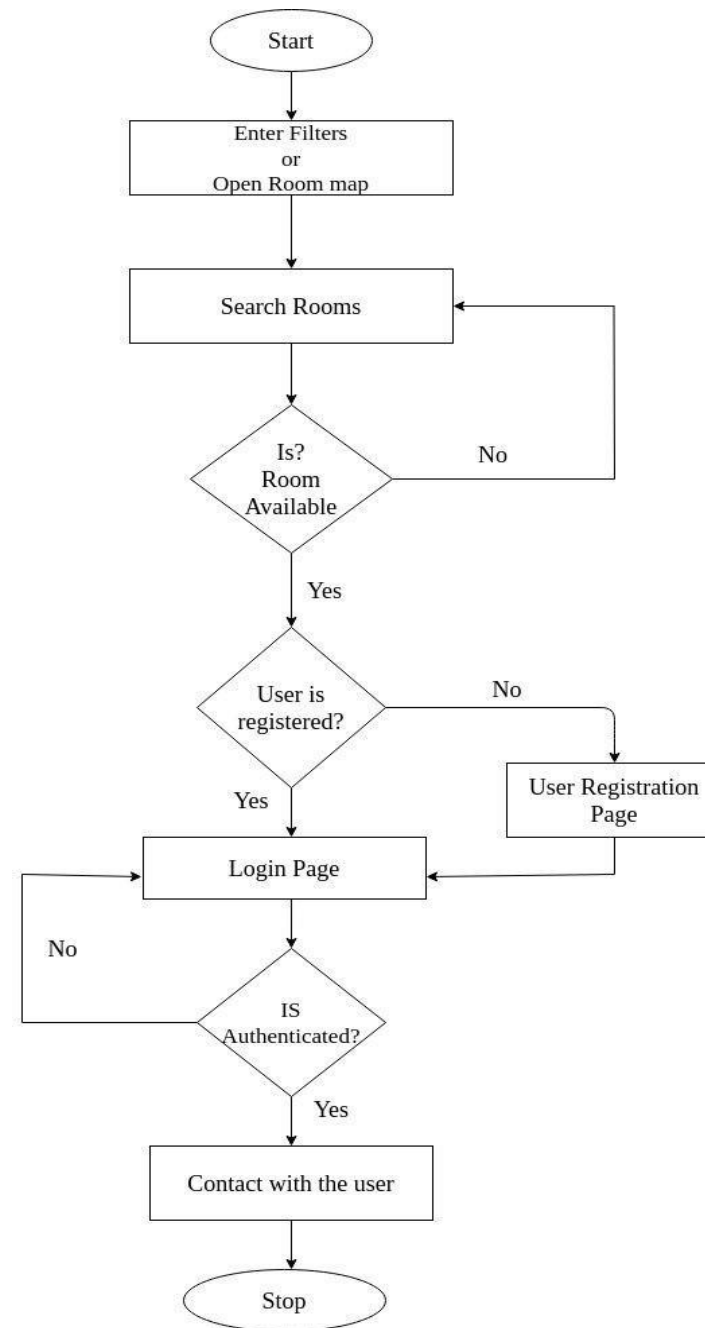 Start
Enter Filters
or
Open Room map
Search Rooms
Is?
Room
Available
No
Yes
User is
registered?
No
Yes
User Registration
Page
Login Page
No
IS
Authenticated?
Yes
Contact with the user
Stop